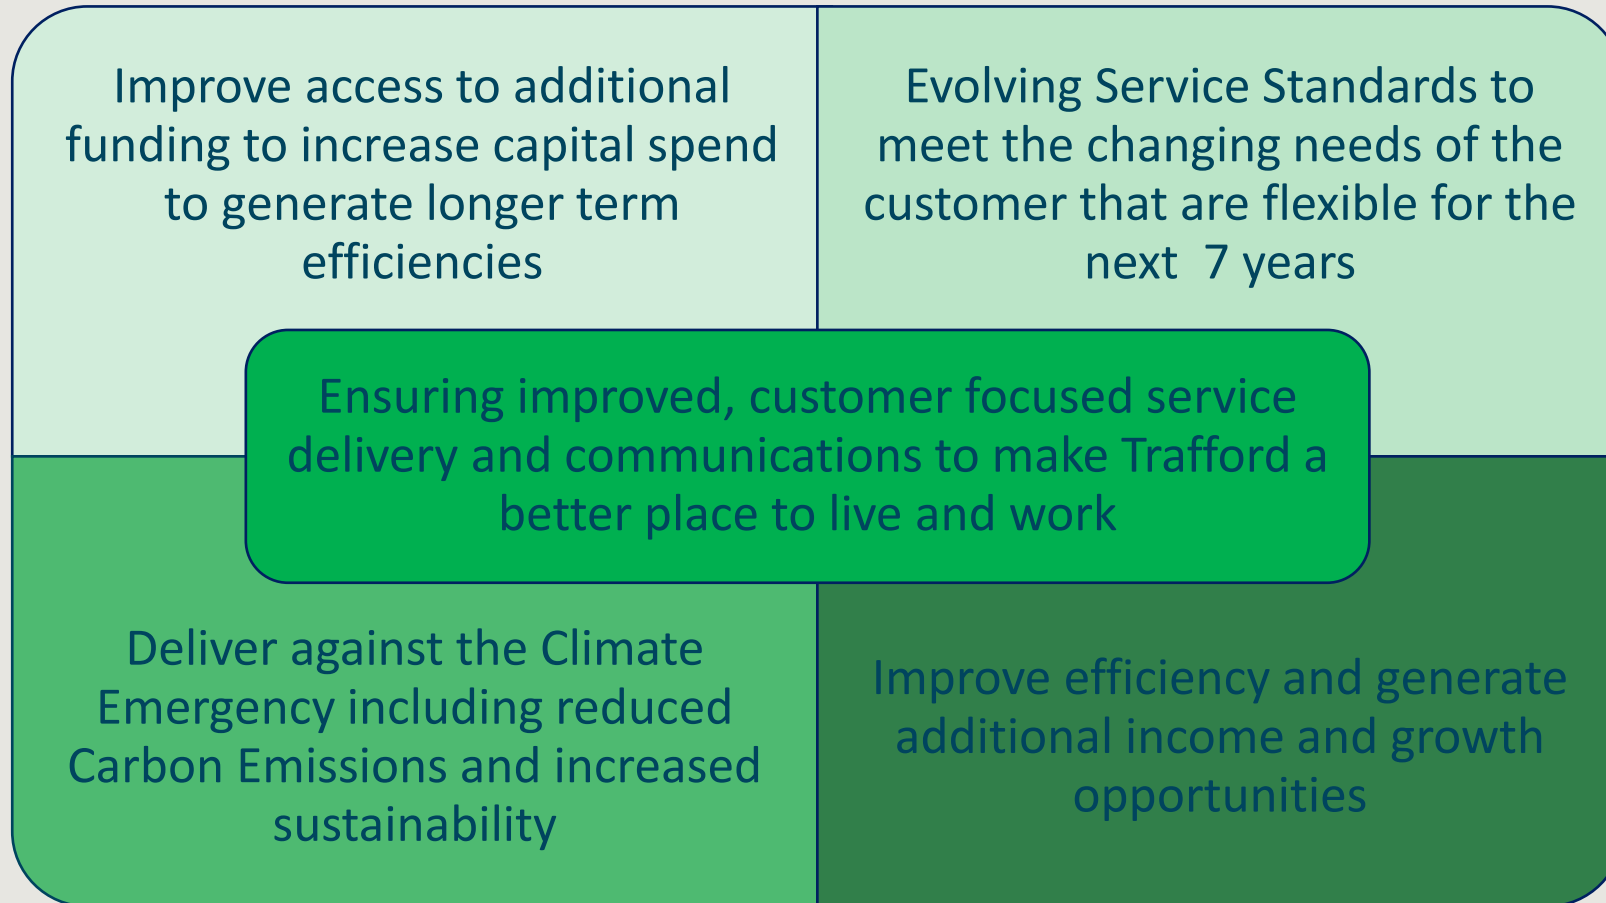 Improve access to additional
funding to increase capital spend
to generate longer term
efficiencies
Evolving Service Standards to
meet the changing needs of the
customer that are flexible for the
next  7 years
Ensuring improved, customer focused service
delivery and communications to make Trafford a
better place to live and work
Deliver against the Climate
Emergency including reduced
Carbon Emissions and increased
sustainability
Improve efficiency and generate
additional income and growth
opportunities